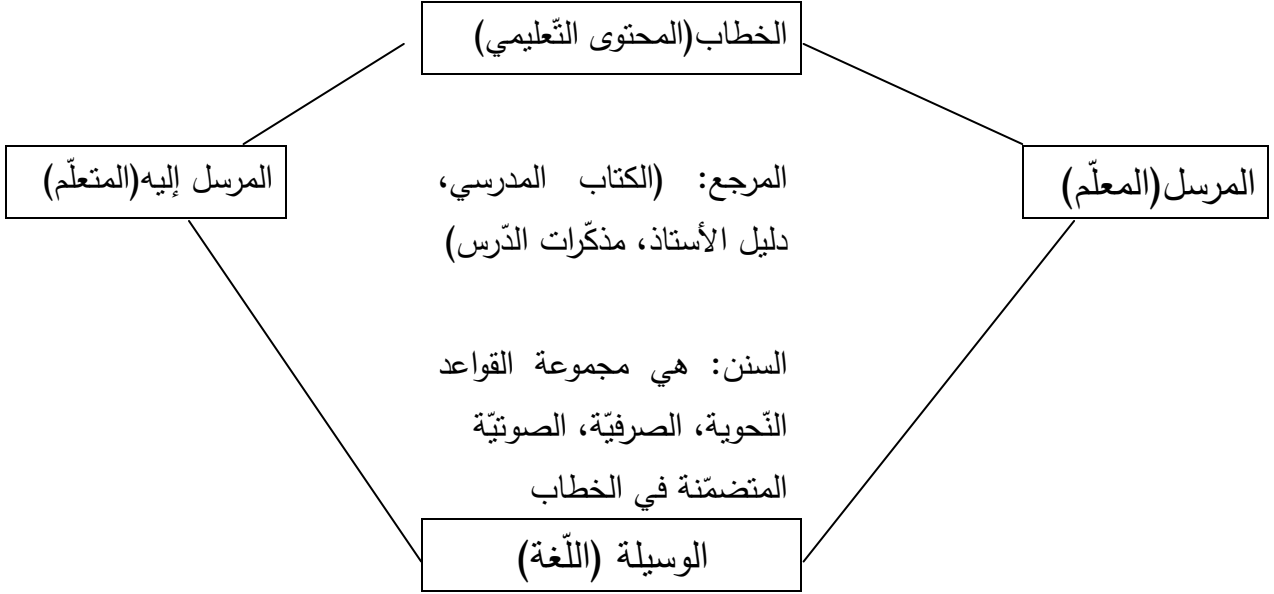 الخطاب(المحتوى التّعليمي)
المرسل(المعلّم)
المرسل إليه(المتعلّم)
المرجع: (الكتاب المدرسي،
دليل الأستاذ، مذكّرات الدّرس)
السنن: هي مجموعة القواعد
النّحوية، الصرفيّة، الصوتيّة
المتضمّنة في الخطاب
الوسيلة (اللّغة)